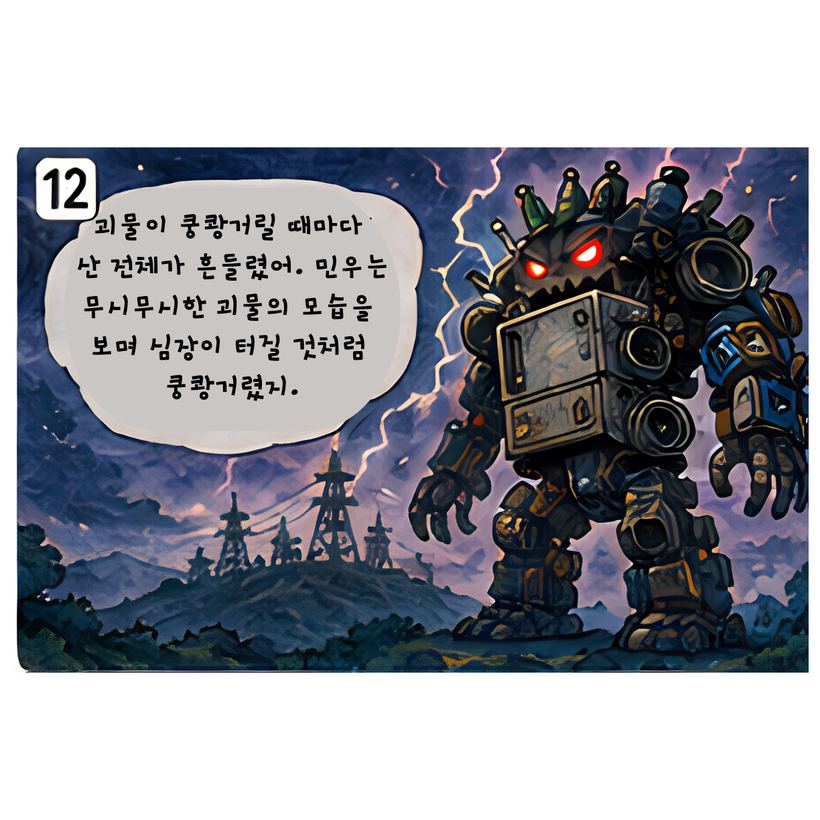 12
괴물이 쿵쾅거릴 때마다
산 전체가 흔들렸어. 민우는
무시무시한 괴물의 모습을
보며 심장이 터질 것처럼
쿵쾅거렸지.